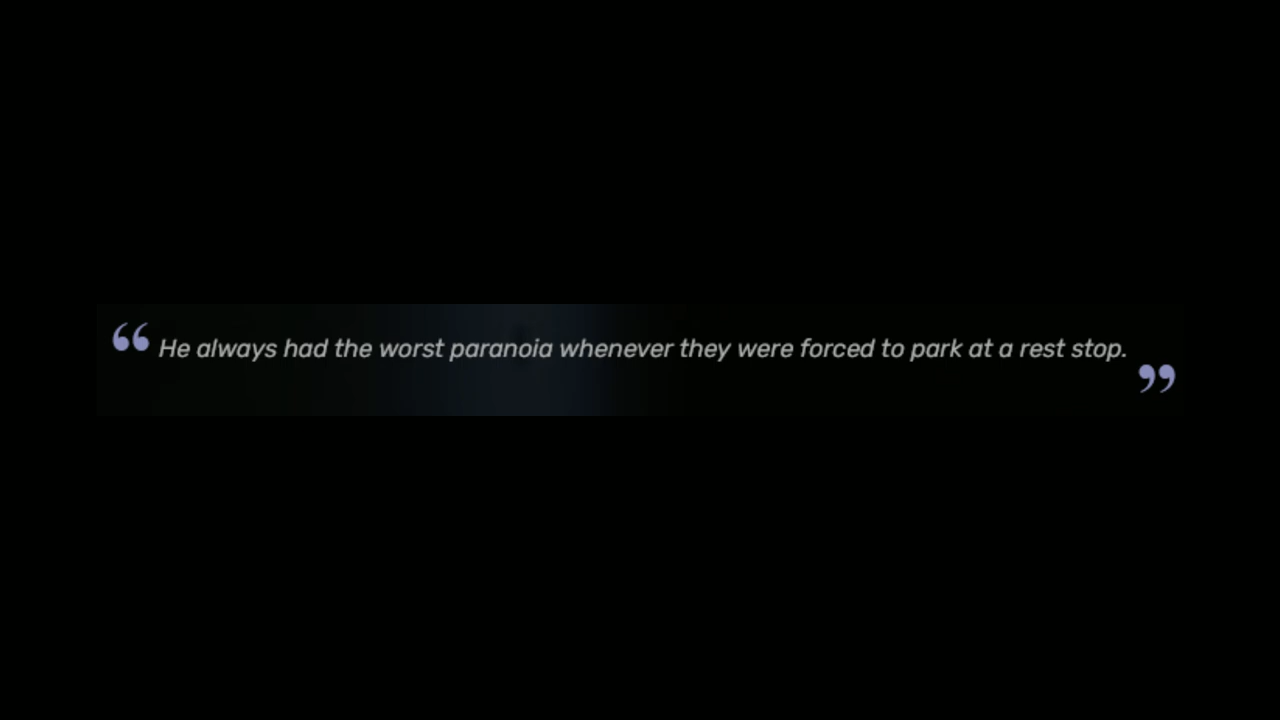 “He always had the worst paranoia whenever they were forced to park at a rest stop.”